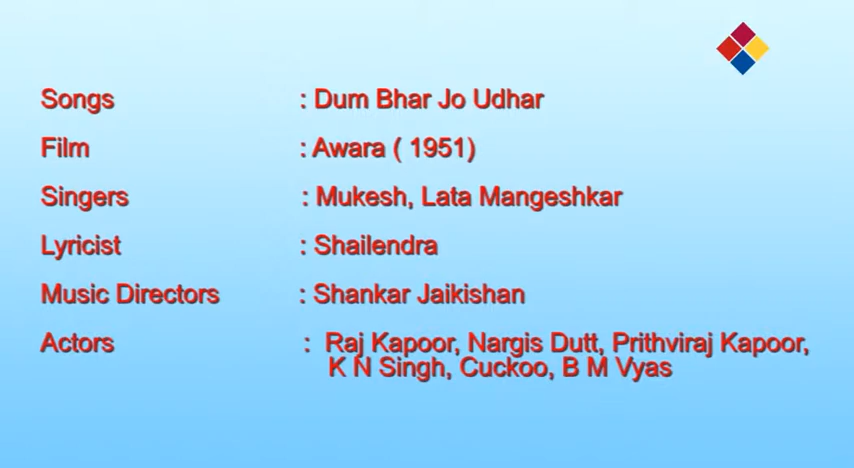 Songs : Dum Bhar Jo Udhar
Film : Awara ( 1951)
Singers : Mukesh, Lata Mangeshkar
Lyricist : Shailendra
Music Directors : Shankar Jaikishan
Actors : Raj Kapoor, Nargis Dutt, Prithviraj Kapoor,
K N Singh, Cuckoo, B M Vyas